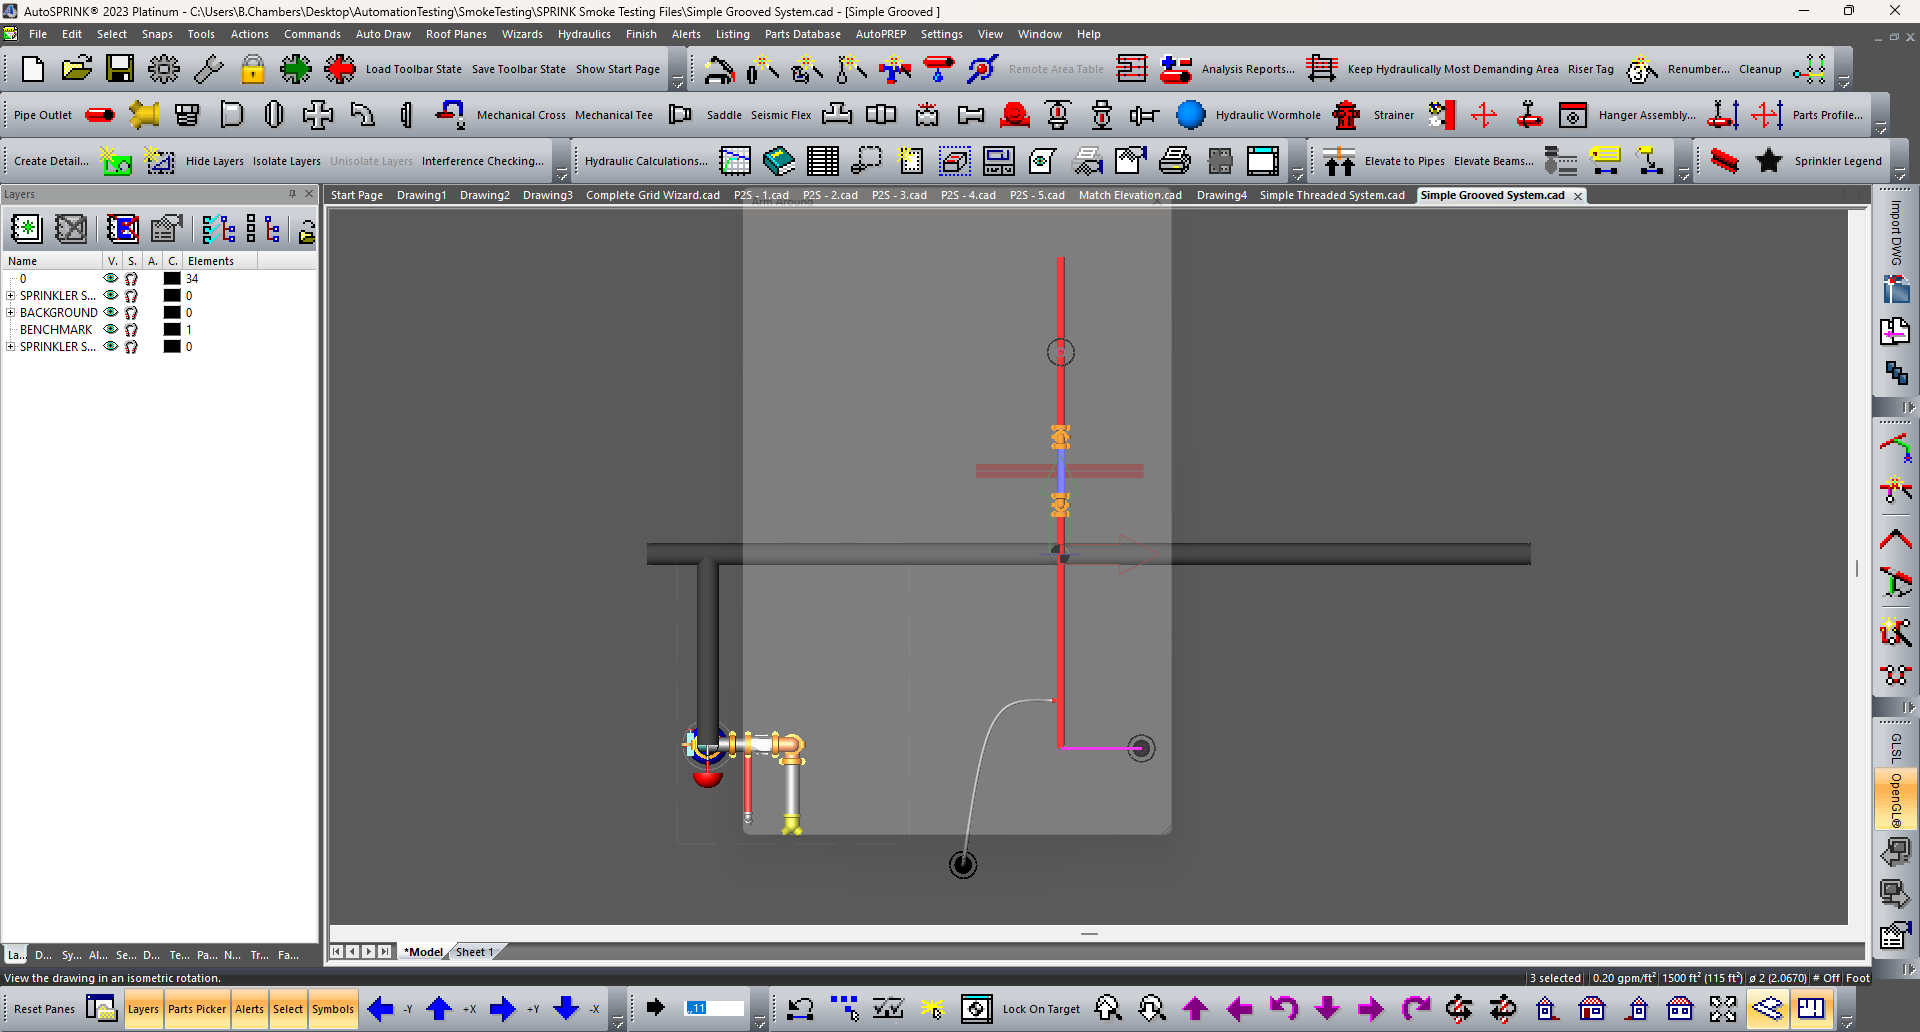 AutoSPRINK® 2023 Platinum - C:\Users\B.Chambers\Desktop\AutomationTesting\SmokeTesting\SPRINK Smoke Testing Files\Simple Grooved System.cad - [Simple Grooved ]
File Edit Select Snaps Tools Actions Commands Auto Draw Roof Planes Wizards Hydraulics Finish Alerts Listing Parts Database AutoPREP Settings View Window Help
Load Toolbar State Save Toolbar State Show Start Page Remote Area Table Analysis Reports... Keep Hydraulically Most Demanding Area Riser Tag Renumber... Cleanup
Pipe Outlet Mechanical Cross Mechanical Tee Saddle Seismic Flex Hydraulic Wormhole Strainer Hanger Assembly... Parts Profile...
Create Detail... Hide Layers Isolate Layers Unisolate Layers Interference Checking... Hydraulic Calculations... Elevate to Pipes Elevate Beams... Sprinkler Legend
Layers
Start Page Drawing1 Drawing2 Drawing3 Complete Grid Wizard.cad P2S - 1.cad P2S - 2.cad P2S - 3.cad P2S - 4.cad P2S - 5.cad Match Elevation.cad Drawing4 Simple Threaded System.cad Simple Grooved System.cad
Name V. S. A. C. Elements
0 34
SPRINKLER S... 0
BACKGROUND 0
BENCHMARK 1
SPRINKLER S... 0
Import DWG
GLSL
OpenGL®
La... D... Sy... Al... Se... D... Te... Pa... N... Tr... Fa...
*Model Sheet 1
View the drawing in an isometric rotation.
3 selected 0.20 gpm/ft² 1500 ft² (115 ft²) ø 2 (2.0670) # Off Foot
Reset Panes Layers Parts Picker Alerts Select Symbols -Y +X +Y -X ,,11 Lock On Target